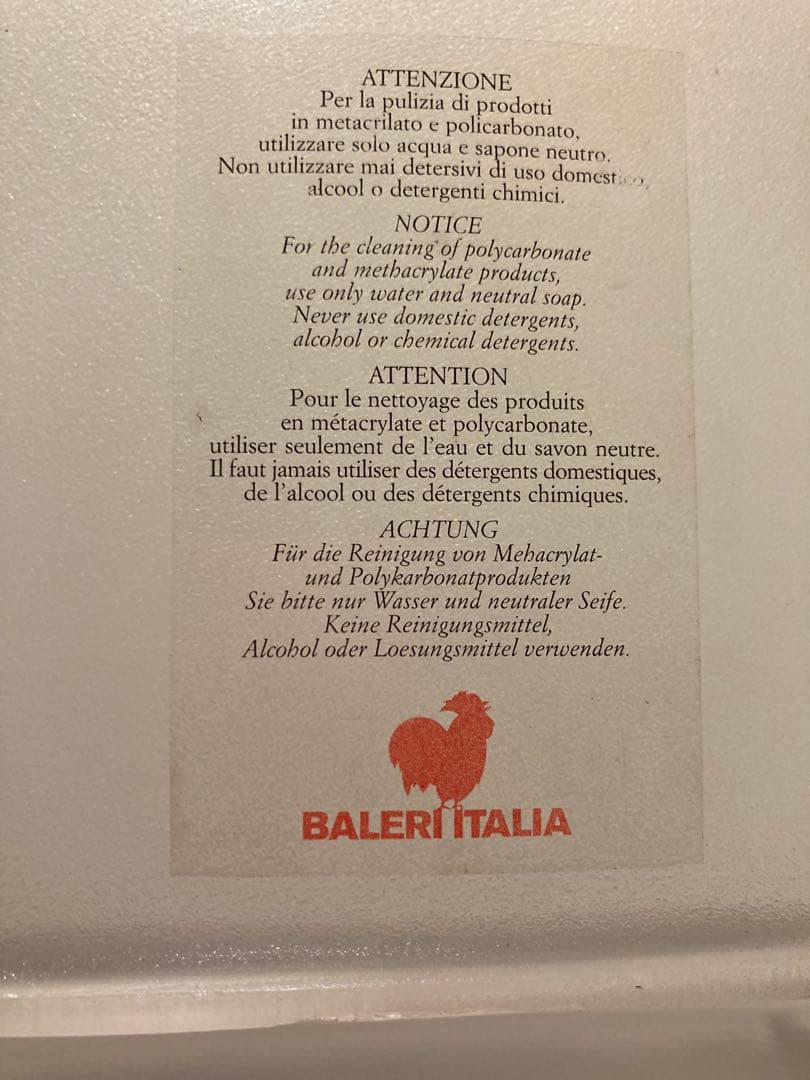 ATTENZIONE
Per la pulizia di prodotti
in metacrilato e policarbonato,
utilizzare solo acqua e sapone neutro.
Non utilizzare mai detersivi di uso
alcool o detergenti chimici.
NOTICE
For the cleaning of polycarbonate
and methacrylate products,
use only water and neutral soap.
Never use domestic detergents,
alcohol or chemical detergents.
ATTENTION
Pour le nettoyage des produits
en métacrylate et polycarbonate,
utiliser seulement de l'eau et du savon neutre.
Il faut jamais utiliser des détergents domestiques,
de l'alcool ou des détergents chimiques.
ACHTUNG
Für die Reinigung von Mehacrylat-
und Polykarbonatprodukten
Sie bitte nur Wasser und neutraler Seife.
Keine Reinigungsmittel,
Alcohol oder Loesungsmittel verwenden.
BALERI ITALIA